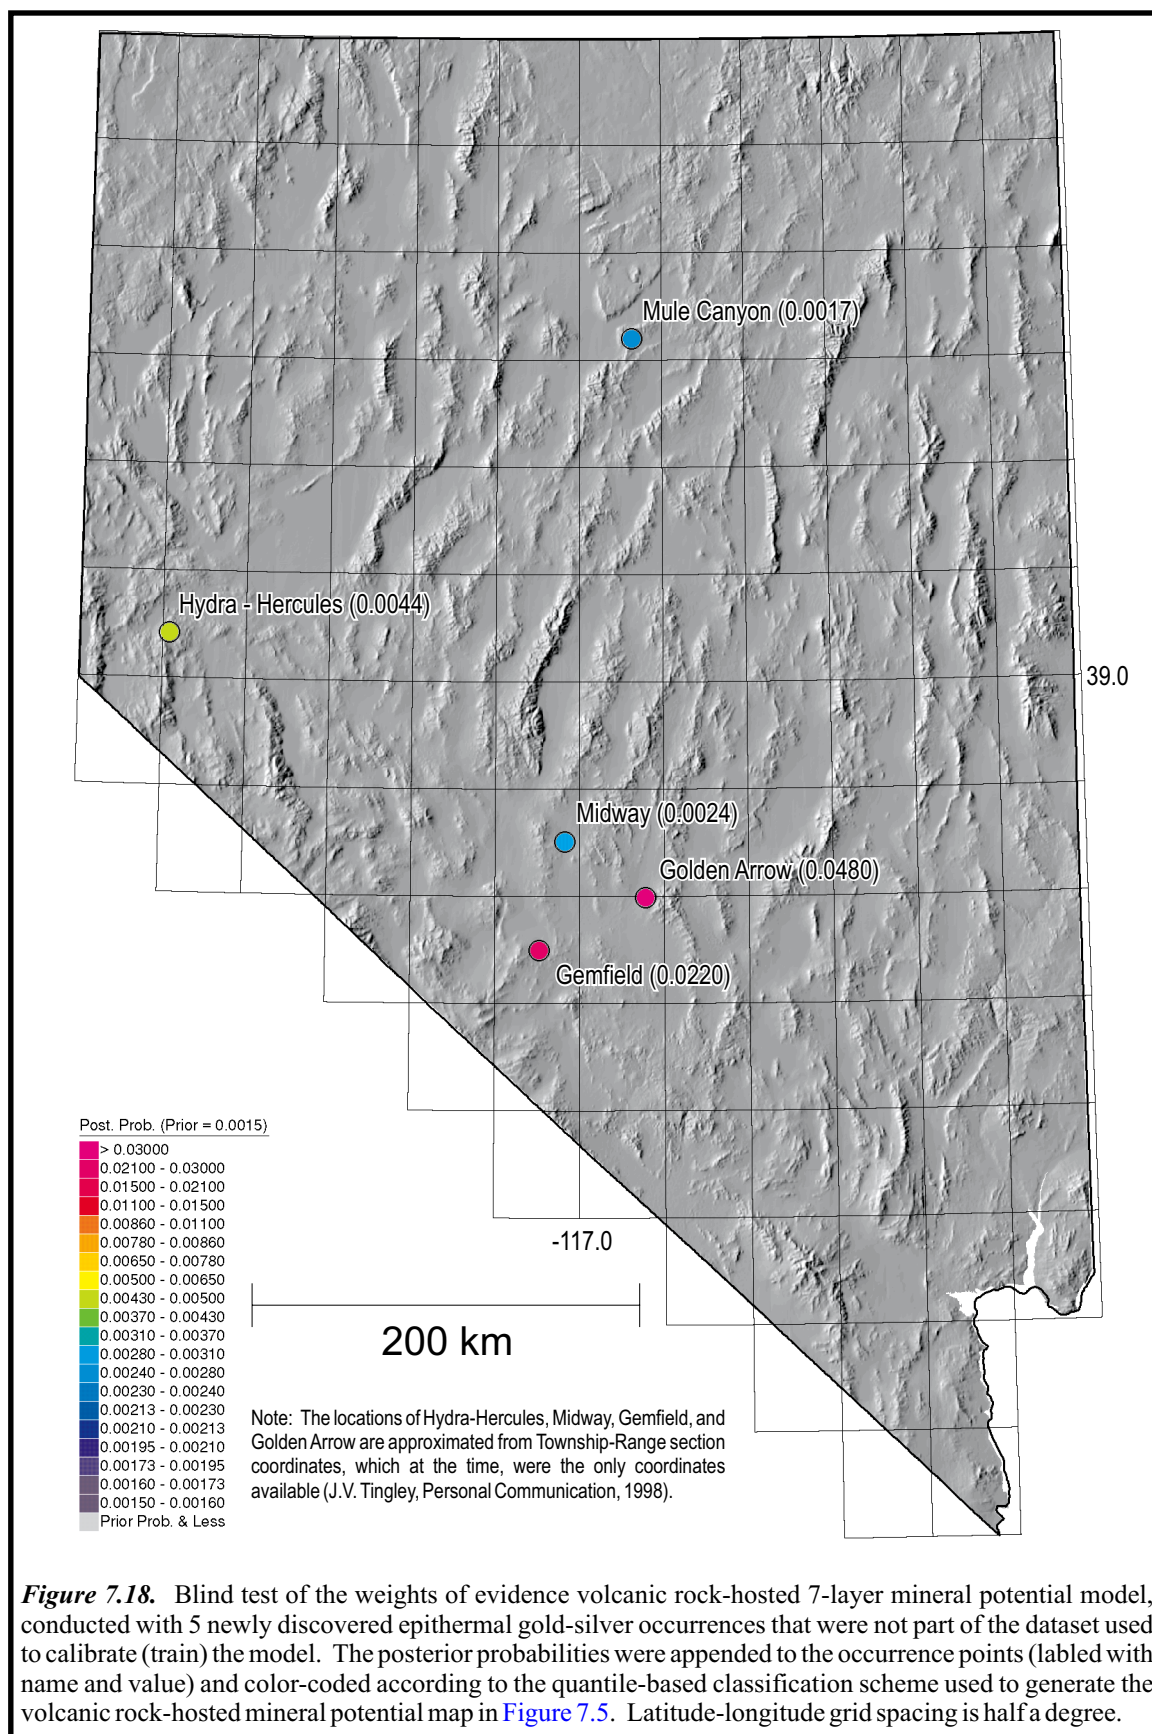 Mule Canyon (0.0017)
Hydra - Hercules (0.0044)
39.0
Midway (0.0024)
Golden Arrow (0.0480)
Gemfield (0.0220)
Post. Prob. (Prior = 0.0015)
> 0.03000
0.02100 - 0.03000
0.01500 - 0.02100
0.01100 - 0.01500
0.00860 - 0.01100
0.00780 - 0.00860
0.00650 - 0.00780
0.00500 - 0.00650
0.00430 - 0.00500
0.00370 - 0.00430
0.00310 - 0.00370
0.00280 - 0.00310
0.00240 - 0.00280
0.00230 - 0.00240
0.00213 - 0.00230
0.00210 - 0.00213
0.00195 - 0.00210
0.00173 - 0.00195
0.00160 - 0.00173
0.00150 - 0.00160
Prior Prob. & Less
-117.0
200 km
Note: The locations of Hydra-Hercules, Midway, Gemfield, and
Golden Arrow are approximated from Township-Range section
coordinates, which at the time, were the only coordinates
available (J.V. Tingley, Personal Communication, 1998).
Figure 7.18. Blind test of the weights of evidence volcanic rock-hosted 7-layer mineral potential model,
conducted with 5 newly discovered epithermal gold-silver occurrences that were not part of the dataset used
to calibrate (train) the model. The posterior probabilities were appended to the occurrence points (labled with
name and value) and color-coded according to the quantile-based classification scheme used to generate the
volcanic rock-hosted mineral potential map in Figure 7.5. Latitude-longitude grid spacing is half a degree.